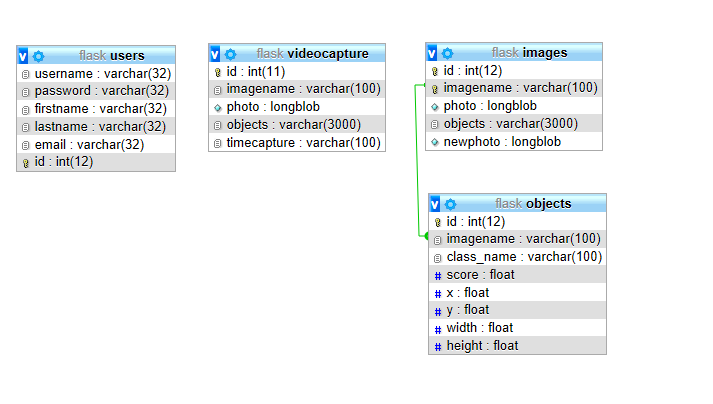 flask users
username : varchar(32)
password : varchar(32)
firstname : varchar(32)
lastname : varchar(32)
email : varchar(32)
id : int(12)
flask videocapture
id : int(11)
imagename : varchar(100)
photo : longblob
objects : varchar(3000)
timecapture : varchar(100)
flask images
id : int(12)
imagename : varchar(100)
photo : longblob
objects : varchar(3000)
newphoto : longblob
flask objects
id : int(12)
imagename : varchar(100)
class_name : varchar(100)
# score : float
# x : float
# y : float
# width : float
# height : float